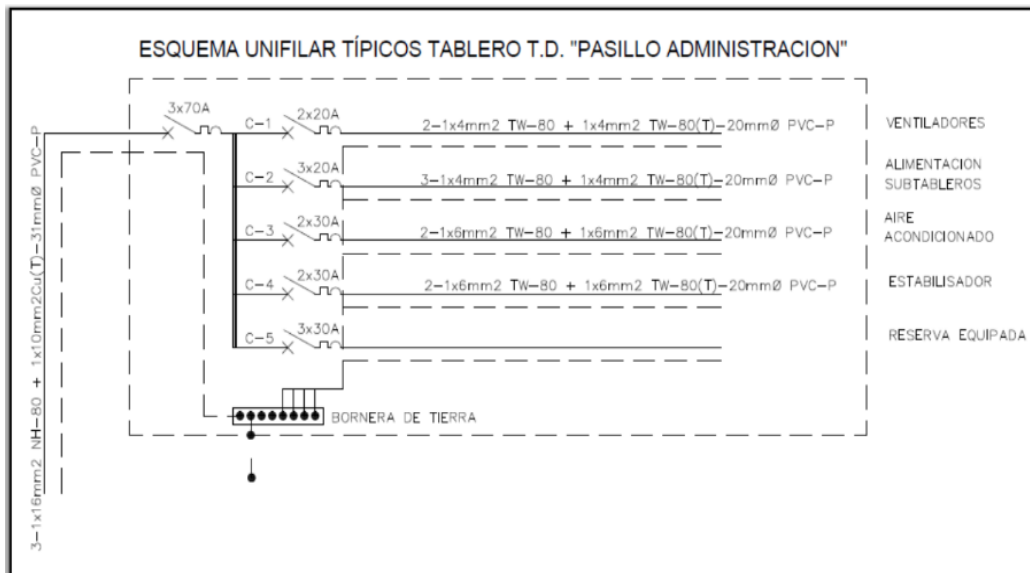 ESQUEMA UNIFILAR TÍPICOS TABLERO T.D. "PASILLO ADMINISTRACION"
3x70A
C-1 2x20A 2-1x4mm2 TW-80 + 1x4mm2 TW-80(T)-20mmØ PVC-P VENTILADORES
C-2 3x20A 3-1x4mm2 TW-80 + 1x4mm2 TW-80(T)-20mmØ PVC-P ALIMENTACION
SUBTABLEROS
C-3 2x30A 2-1x6mm2 TW-80 + 1x6mm2 TW-80(T)-20mmØ PVC-P AIRE
ACONDICIONADO
C-4 2x30A 2-1x6mm2 TW-80 + 1x6mm2 TW-80(T)-20mmØ PVC-P ESTABILISADOR
C-5 3x30A RESERVA EQUIPADA
BORNERA DE TIERRA
3-1x16mm2 NH-80 + 1x10mm2Cu(T)-31mmØ PVC-P